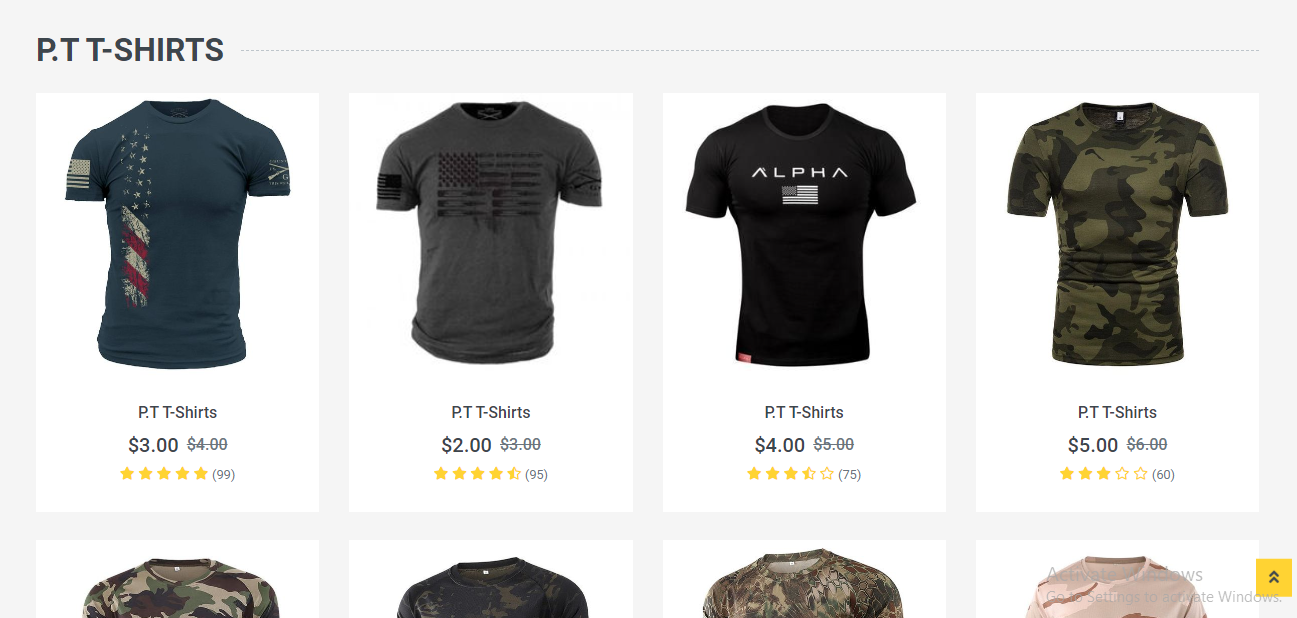 P.T T-SHIRTS
ALPHA
P.T T-Shirts
$3.00 $4.00
(99)
P.T T-Shirts
$2.00 $3.00
(95)
P.T T-Shirts
$4.00 $5.00
(75)
P.T T-Shirts
$5.00 $6.00
(60)
Activate Windows
Go to Settings to activate Windows.